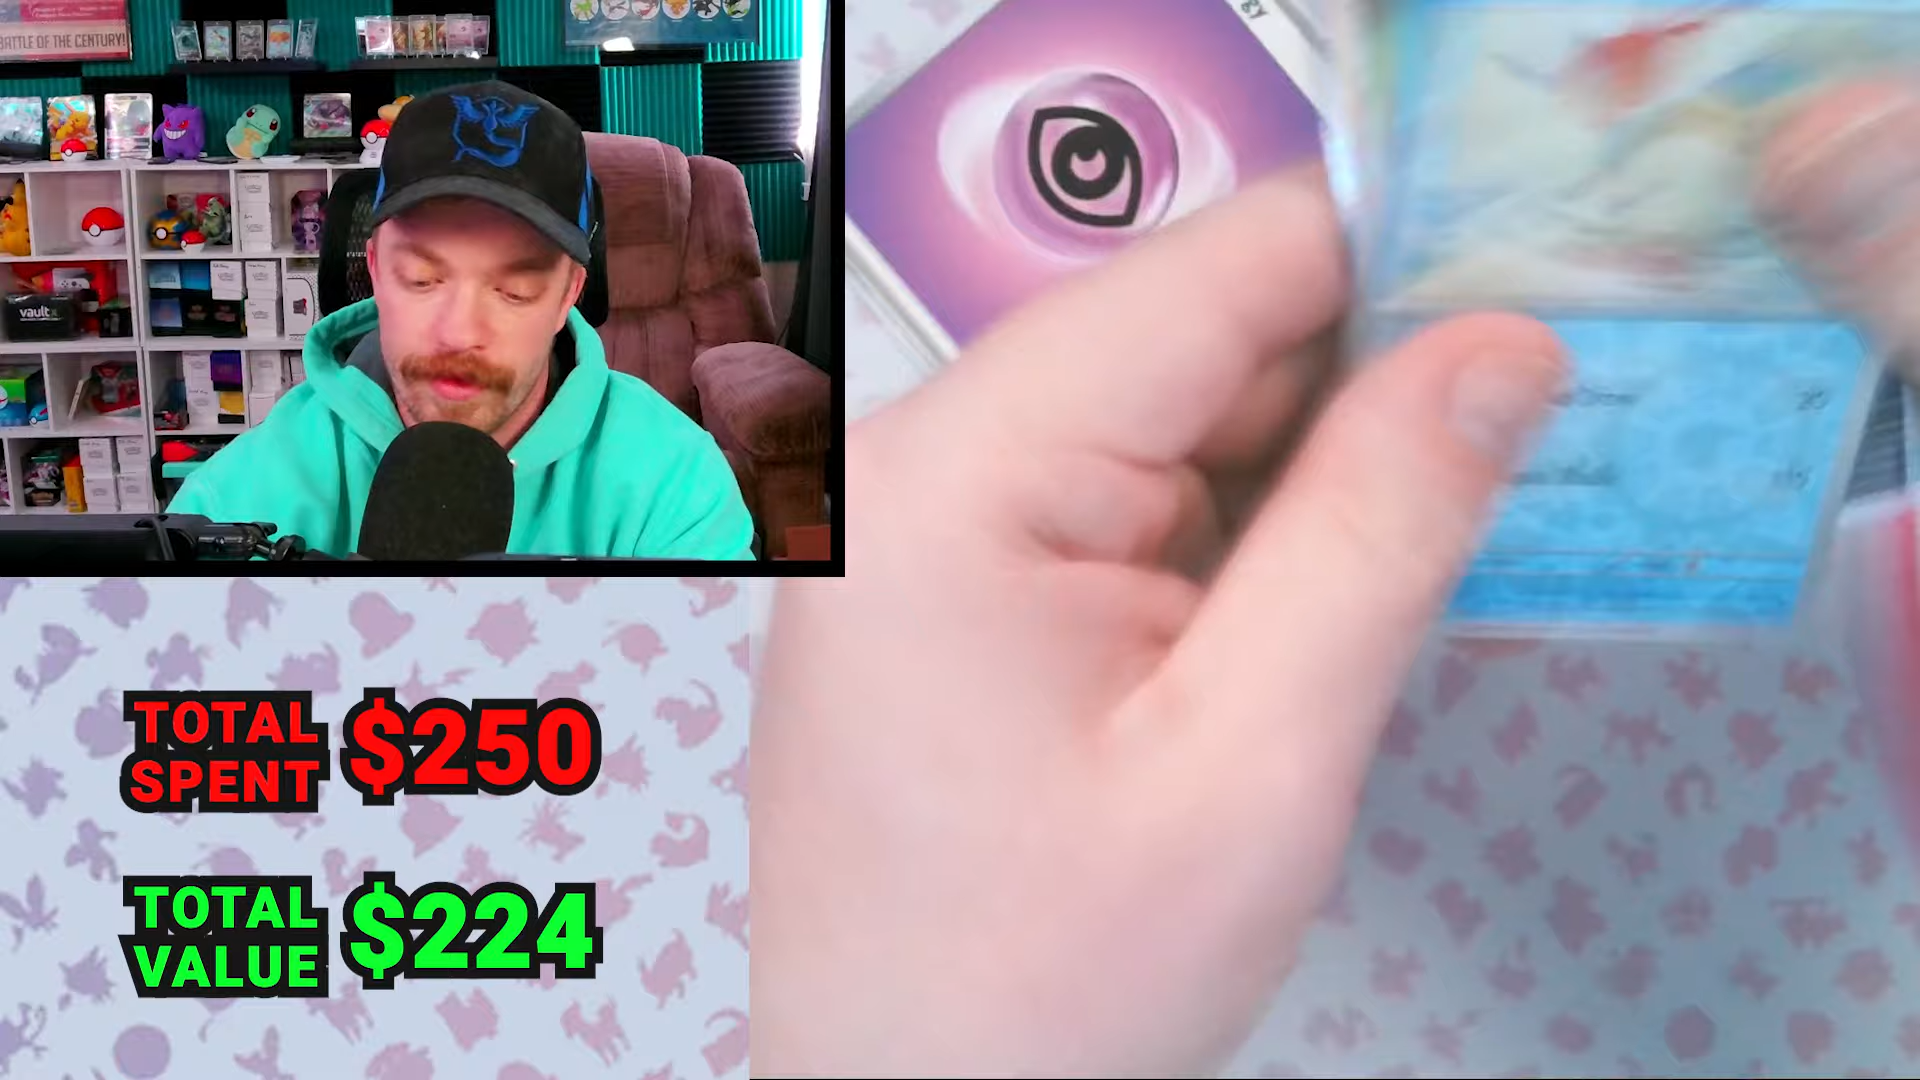 BATTLE OF THE CENTURY!
vault
TOTAL
SPENT
$250
TOTAL
VALUE
$224